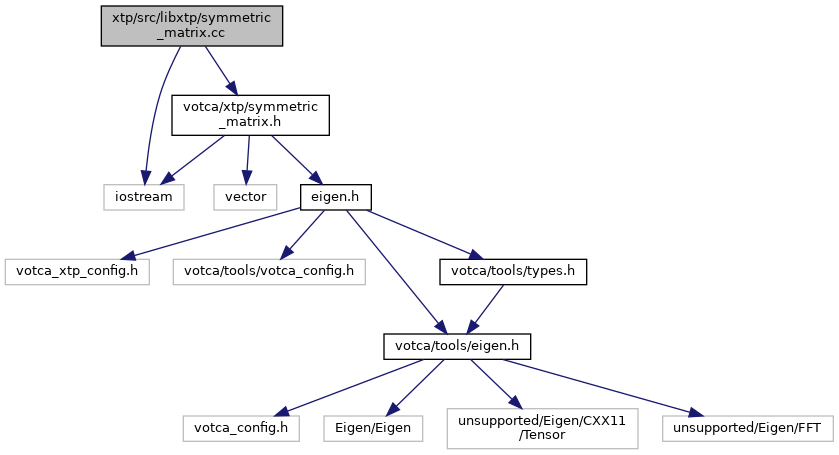 xtp/src/libxtp/symmetric
_matrix.cc
votca/xtp/symmetric
_matrix.h
iostream
vector
eigen.h
votca_xtp_config.h
votca/tools/votca_config.h
votca/tools/types.h
votca/tools/eigen.h
votca_config.h
Eigen/Eigen
unsupported/Eigen/CXX11
/Tensor
unsupported/Eigen/FFT